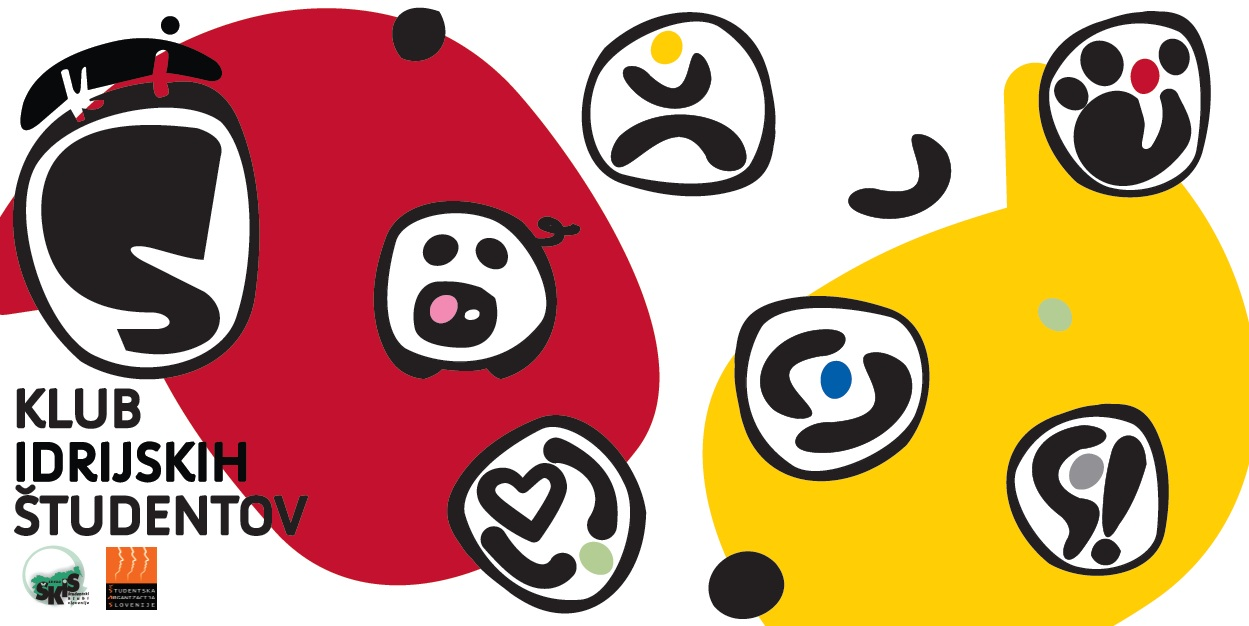 KLUB
IDRIJSKIH
ŠTUDENTOV
ŠKIS
ŠTUDENTSKA
ORGANIZACIJA
SLOVENIJE